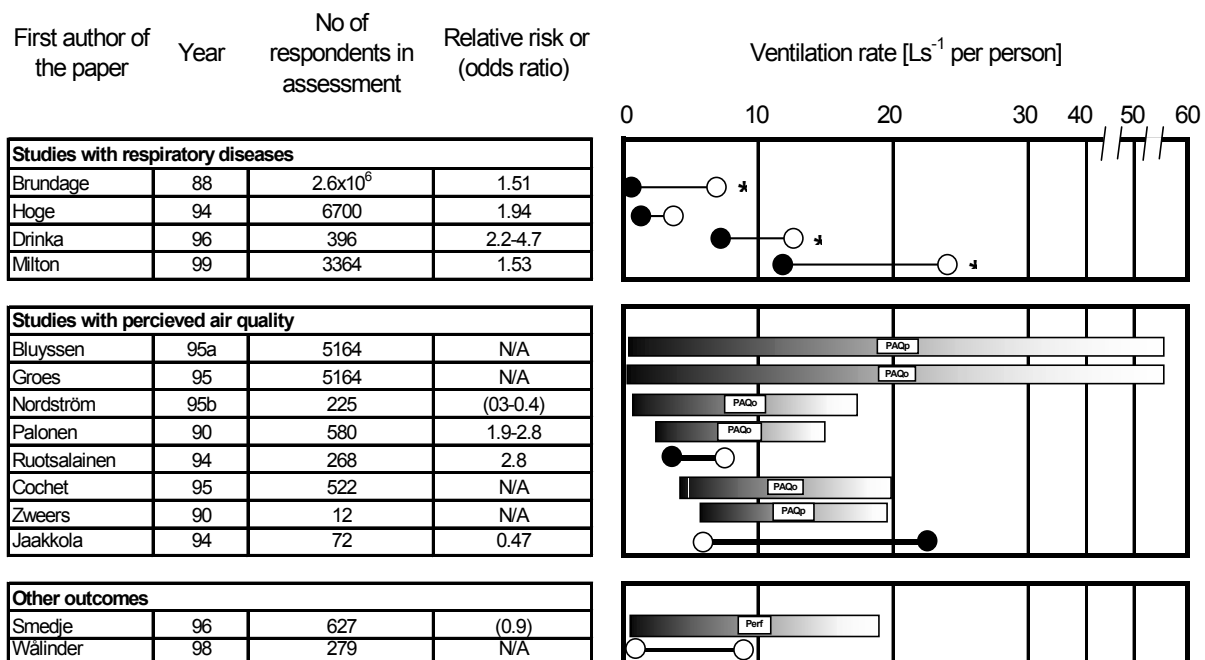 First author of the paper Year No of respondents in assessment Relative risk or (odds ratio) Ventilation rate [Ls⁻¹ per person]
0 10 20 30 40 50 60
Studies with respiratory diseases
Brundage 88 2.6x10⁶ 1.51 *
Hoge 94 6700 1.94
Drinka 96 396 2.2-4.7 *
Milton 99 3364 1.53 *
Studies with percieved air quality
Bluyssen 95a 5164 N/A PAQp
Groes 95 5164 N/A PAQo
Nordström 95b 225 (03-0.4) PAQo
Palonen 90 580 1.9-2.8 PAQo
Ruotsalainen 94 268 2.8
Cochet 95 522 N/A PAQo
Zweers 90 12 N/A PAQp
Jaakkola 94 72 0.47
Other outcomes
Smedje 96 627 (0.9) Perf
Wålinder 98 279 N/A